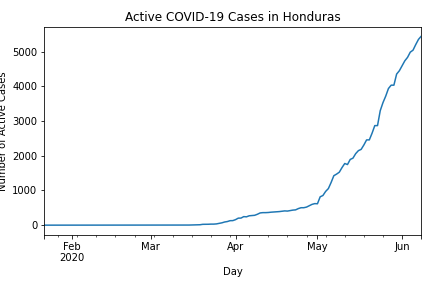 Active COVID-19 Cases in Honduras
Number of Active Cases
5000
4000
3000
2000
1000
0
Feb
2020
Mar
Apr
May
Jun
Day